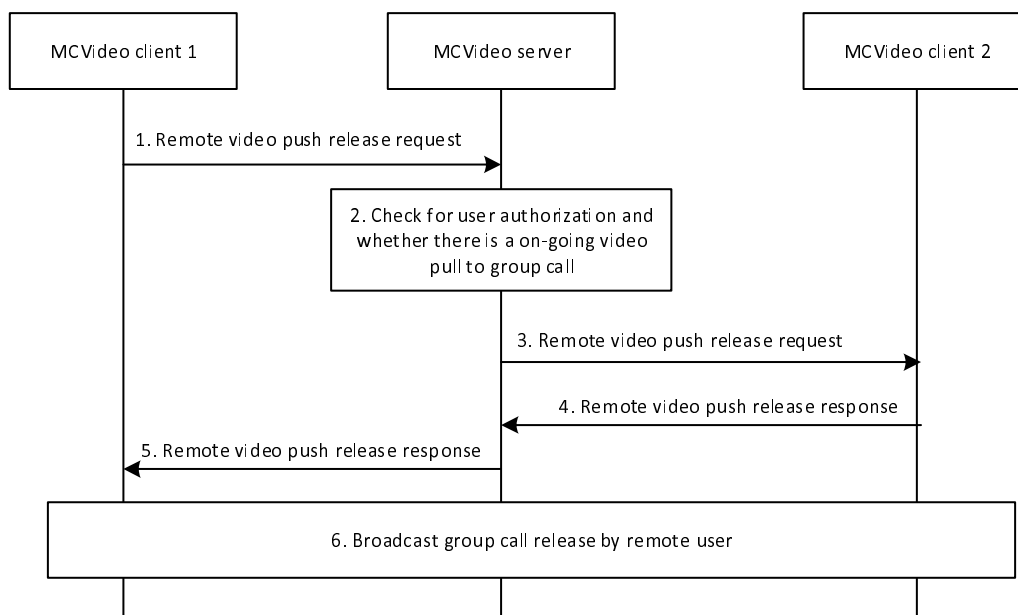 MCVideo client 1
MCVideo server
MCVideo client 2
1. Remote video push release request
2. Check for user authorization and
whether there is a on-going video
pull to group call
3. Remote video push release request
4. Remote video push release response
5. Remote video push release response
6. Broadcast group call release by remote user